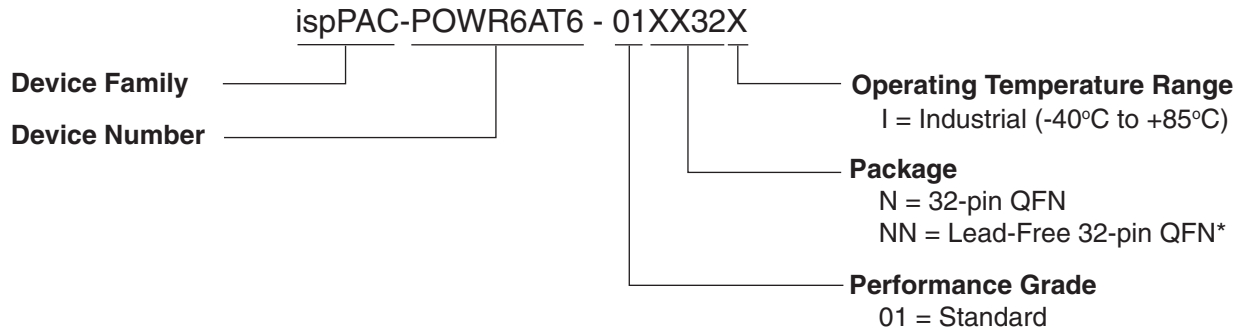 ispPAC-POWR6AT6 - 01XX32X
Device Family
Device Number
Operating Temperature Range
I = Industrial (-40°C to +85°C)
Package
N = 32-pin QFN
NN = Lead-Free 32-pin QFN*
Performance Grade
01 = Standard